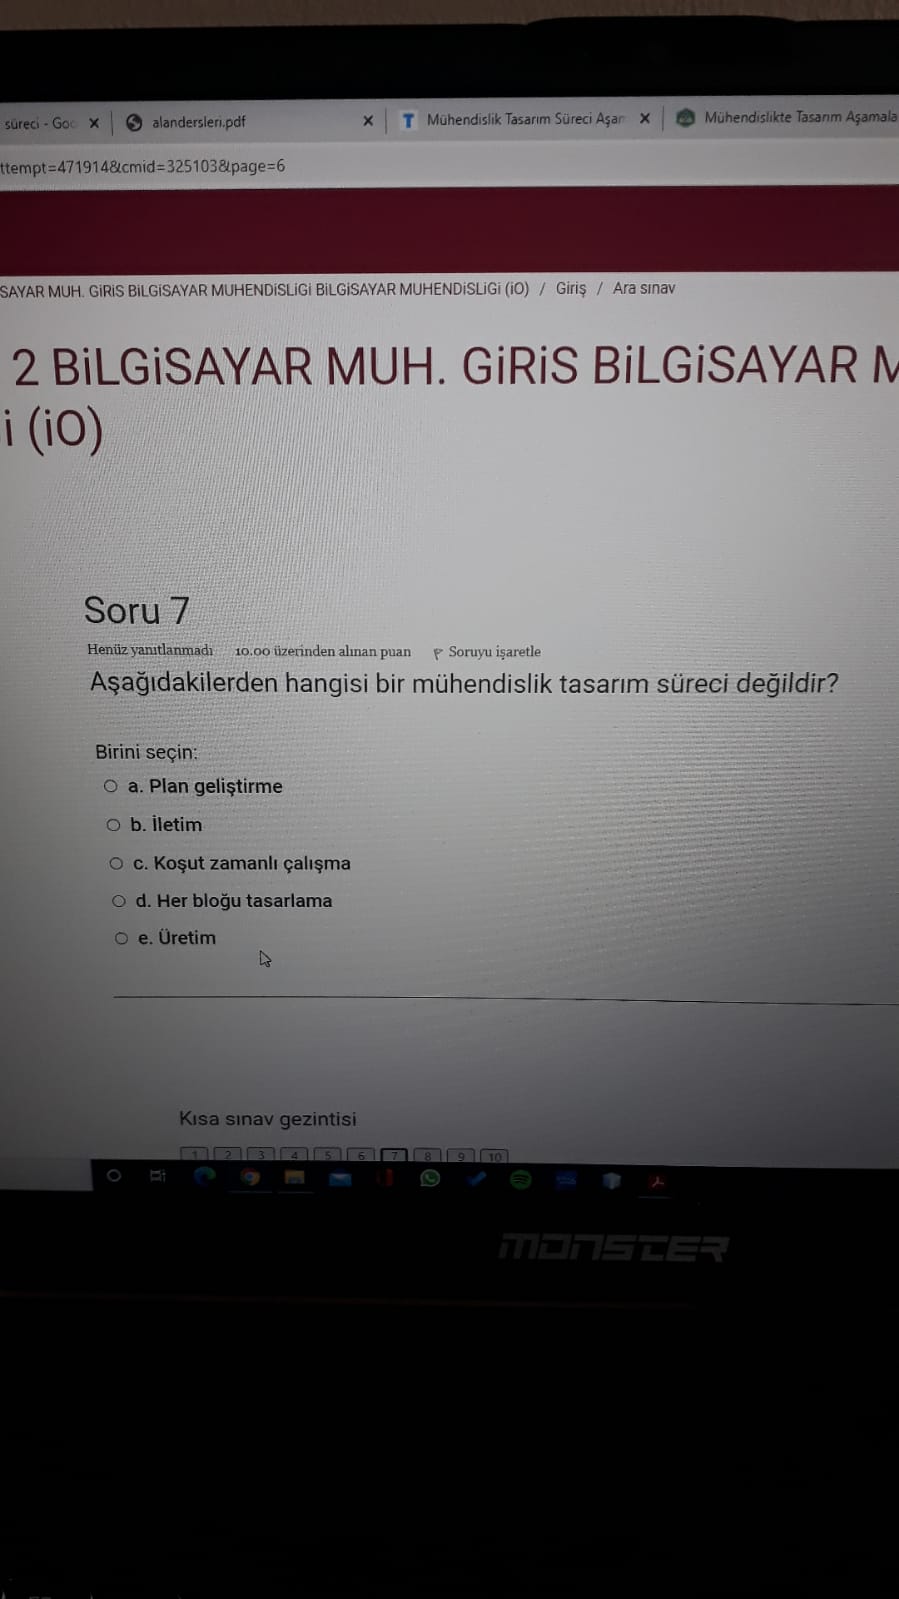 süreci - Goo
alandersleri.pdf
Mühendislik Tasarım Süreci Aşar
Mühendislikte Tasarım Aşamala
ttempt=471914&cmid=325103&page=6
SAYAR MUH. GiRiS BiLGiSAYAR MUHENDiSLiGi BiLGiSAYAR MUHENDiSLiGi (iO) / Giriş / Ara sınav
2 BiLGiSAYAR MUH. GiRiS BiLGiSAYAR M
i (iO)
Soru 7
Henüz yanıtlanmadı 10.00 üzerinden alınan puan Soruyu işaretle
Aşağıdakilerden hangisi bir mühendislik tasarım süreci değildir?
Birini seçin:
a. Plan geliştirme
b. İletim
c. Koşut zamanlı çalışma
d. Her bloğu tasarlama
e. Üretim
Kısa sınav gezintisi
1 2 3 4 5 6 7 8 9 10
MONSTER